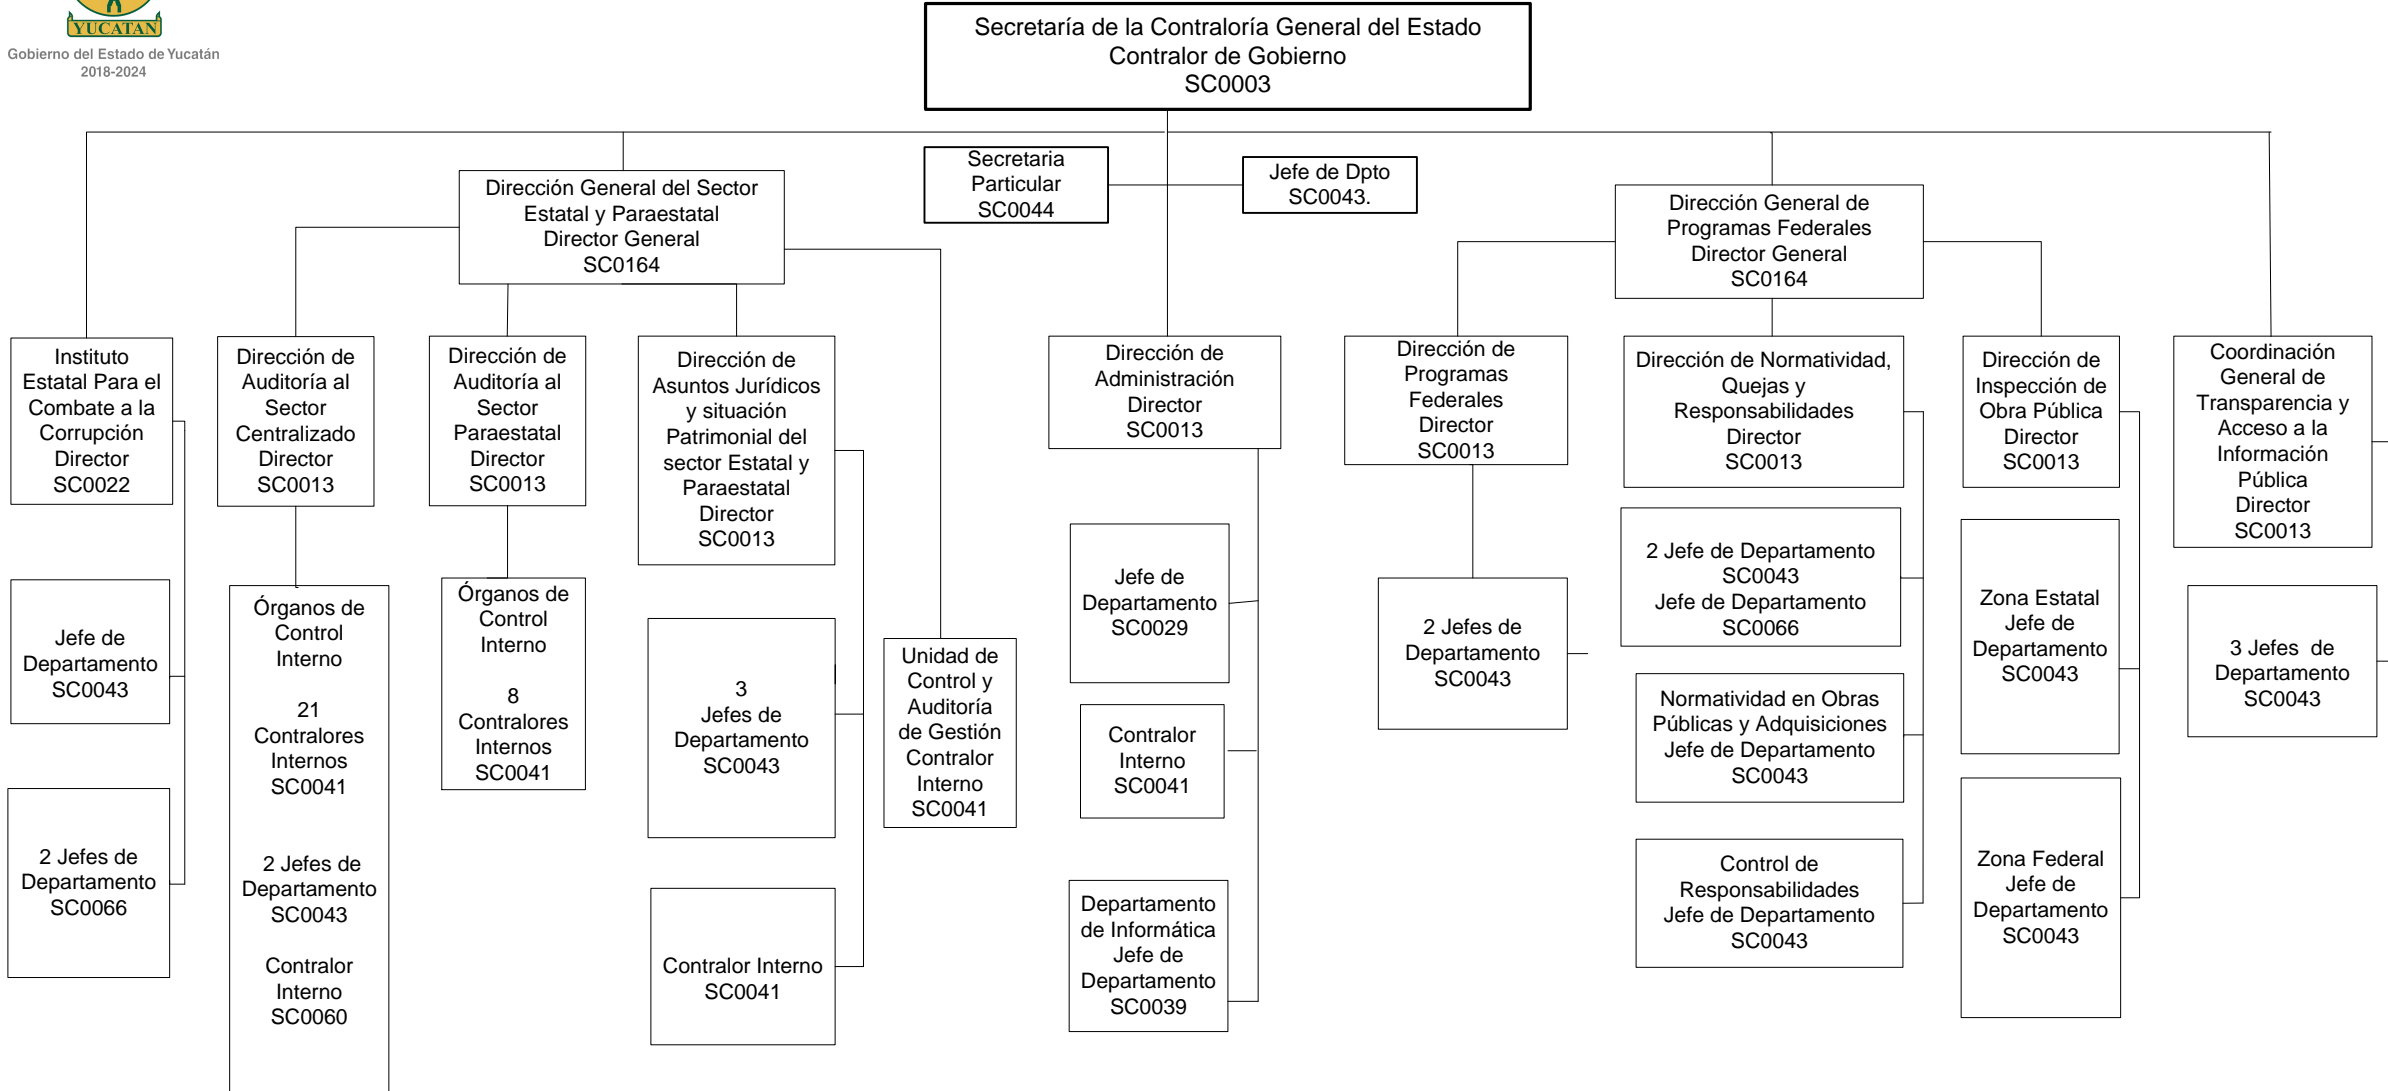 YUCATAN
Gobierno del Estado de Yucatán
2018-2024
Secretaría de la Contraloría General del Estado
Contralor de Gobierno
SC0003
Secretaria
Particular
SC0044
Jefe de Dpto
SC0043.
Dirección General del Sector
Estatal y Paraestatal
Director General
SC0164
Dirección General de
Programas Federales
Director General
SC0164
Instituto
Estatal Para el
Combate a la
Corrupción
Director
SC0022
Dirección de
Auditoría al
Sector
Centralizado
Director
SC0013
Dirección de
Auditoría al
Sector
Paraestatal
Director
SC0013
Dirección de
Asuntos Jurídicos
y situación
Patrimonial del
sector Estatal y
Paraestatal
Director
SC0013
Dirección de
Administración
Director
SC0013
Dirección de
Programas
Federales
Director
SC0013
Dirección de Normatividad,
Quejas y
Responsabilidades
Director
SC0013
Dirección de
Inspección de
Obra Pública
Director
SC0013
Coordinación
General de
Transparencia y
Acceso a la
Información
Pública
Director
SC0013
Jefe de
Departamento
SC0043
2 Jefes de
Departamento
SC0066
Órganos de
Control
Interno
21
Contralores
Internos
SC0041
2 Jefes de
Departamento
SC0043
Contralor
Interno
SC0060
Órganos de
Control
Interno
8
Contralores
Internos
SC0041
3
Jefes de
Departamento
SC0043
Contralor Interno
SC0041
Unidad de
Control y
Auditoría
de Gestión
Contralor
Interno
SC0041
Jefe de
Departamento
SC0029
Contralor
Interno
SC0041
Departamento
de Informática
Jefe de
Departamento
SC0039
2 Jefes de
Departamento
SC0043
2 Jefe de Departamento
SC0043
Jefe de Departamento
SC0066
Normatividad en Obras
Públicas y Adquisiciones
Jefe de Departamento
SC0043
Control de
Responsabilidades
Jefe de Departamento
SC0043
Zona Estatal
Jefe de
Departamento
SC0043
Zona Federal
Jefe de
Departamento
SC0043
3 Jefes  de
Departamento
SC0043